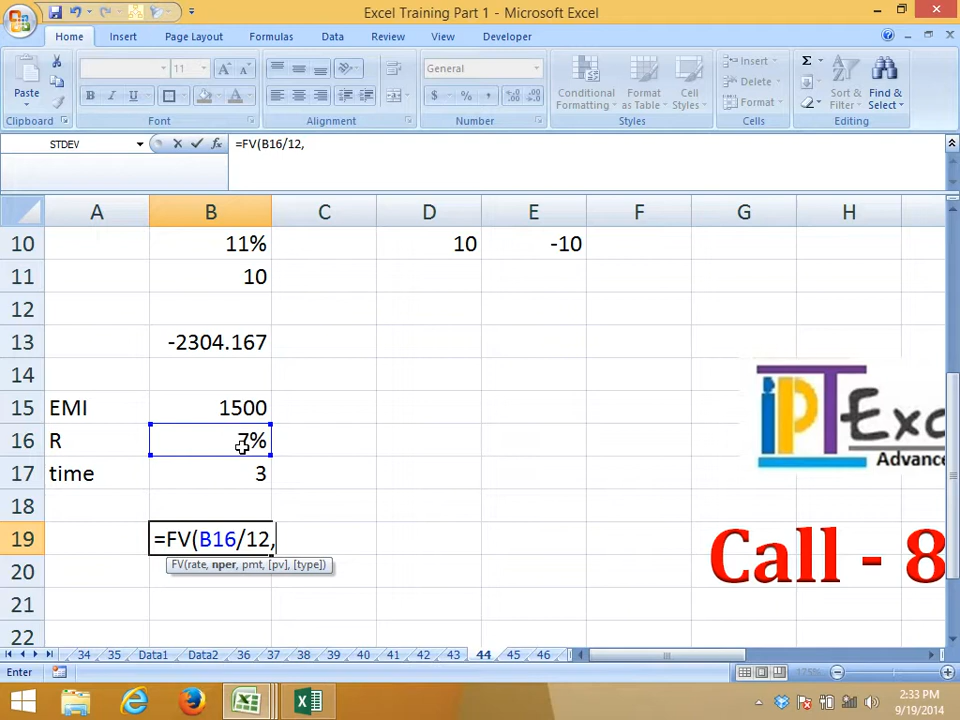 Excel Training Part 1 - Microsoft Excel
Home Insert Page Layout Formulas Data Review View Developer
Paste
11 A A
B I U A
General
$ % ,
Conditional Formatting
Format as Table
Cell Styles
Insert
Delete
Format
Σ
Sort & Filter
Find & Select
Clipboard Font Alignment Number Styles Cells Editing
STDEV fx =FV(B16/12,
A B C D E F G H
10 11% 10 -10
11 10
12
13 -2304.167
14
15 EMI 1500
16 R 7%
17 time 3
18
19 =FV(B16/12,
FV(rate, nper, pmt, [pv], [type])
20
21
22
iPT Exc
Advance
Call - 8
34 35 Data1 Data2 36 37 38 39 40 41 42 43 44 45 46
Enter 175%
2:33 PM
9/19/2014